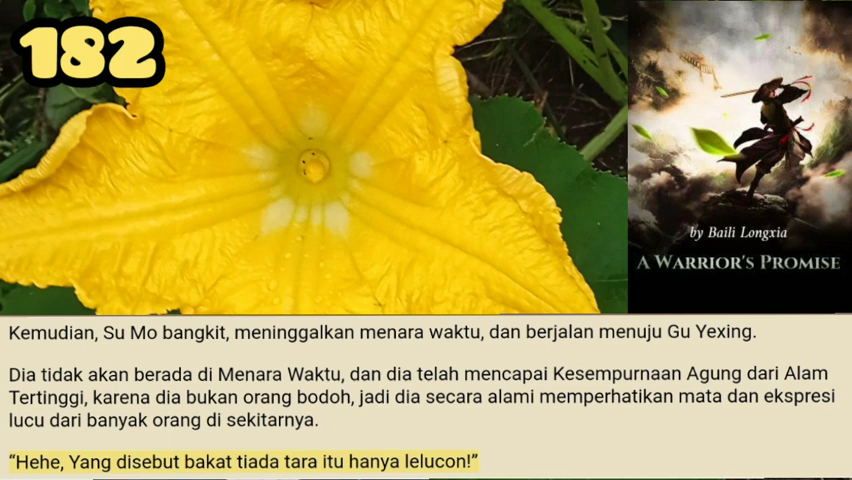 182
by Baili Longxia
A WARRIOR'S PROMISE
Kemudian, Su Mo bangkit, meninggalkan menara waktu, dan berjalan menuju Gu Yexing.
Dia tidak akan berada di Menara Waktu, dan dia telah mencapai Kesempurnaan Agung dari Alam
Tertinggi, karena dia bukan orang bodoh, jadi dia secara alami memperhatikan mata dan ekspresi
lucu dari banyak orang di sekitarnya.
“Hehe, Yang disebut bakat tiada tara itu hanya lelucon!”